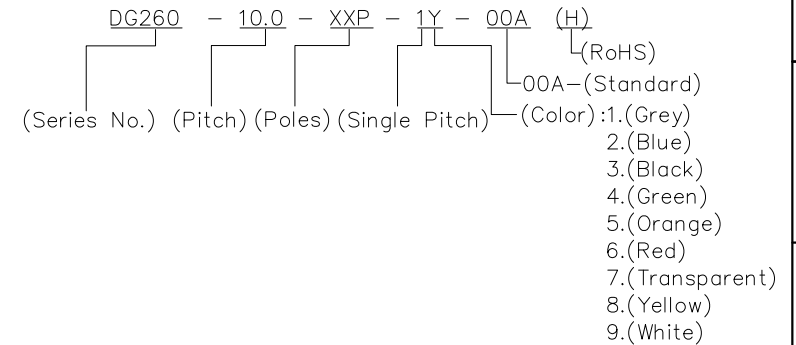 DG260 - 10.0 - XXP - 1Y - 00A (H)
(RoHS)
00A-(Standard)
(Series No.) (Pitch) (Poles) (Single Pitch) (Color):1.(Grey)
2.(Blue)
3.(Black)
4.(Green)
5.(Orange)
6.(Red)
7.(Transparent)
8.(Yellow)
9.(White)